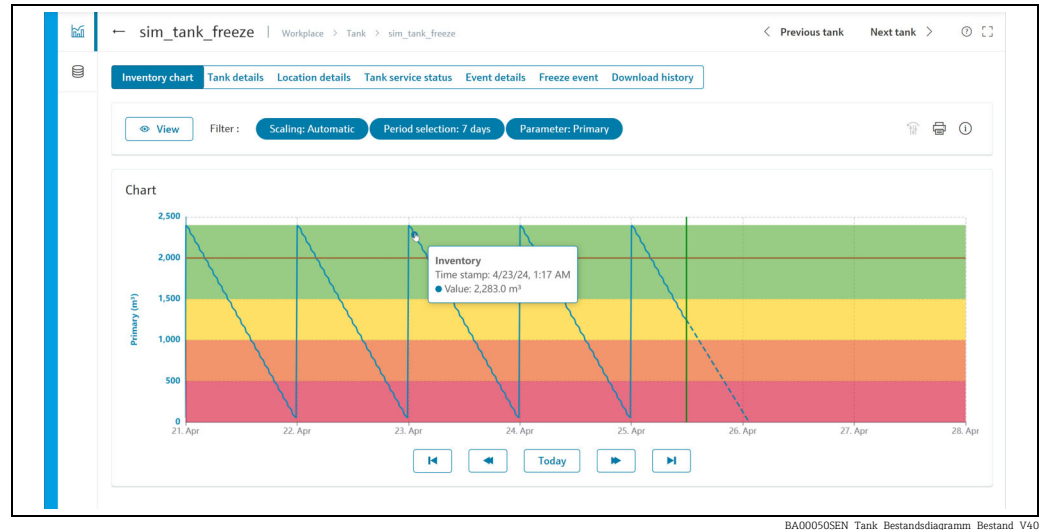 ← sim_tank_freeze | Workplace > Tank > sim_tank_freeze < Previous tank Next tank >
Inventory chart Tank details Location details Tank service status Event details Freeze event Download history
View Filter : Scaling: Automatic Period selection: 7 days Parameter: Primary
Chart
Primary (m³)
2,500
2,000
1,500
1,000
500
0
Inventory
Time stamp: 4/23/24, 1:17 AM
Value: 2,283.0 m³
21. Apr 22. Apr 23. Apr 24. Apr 25. Apr 26. Apr 27. Apr 28. Apr
Today
BA00050SEN_Tank_Bestandsdiagramm_Bestand_V40